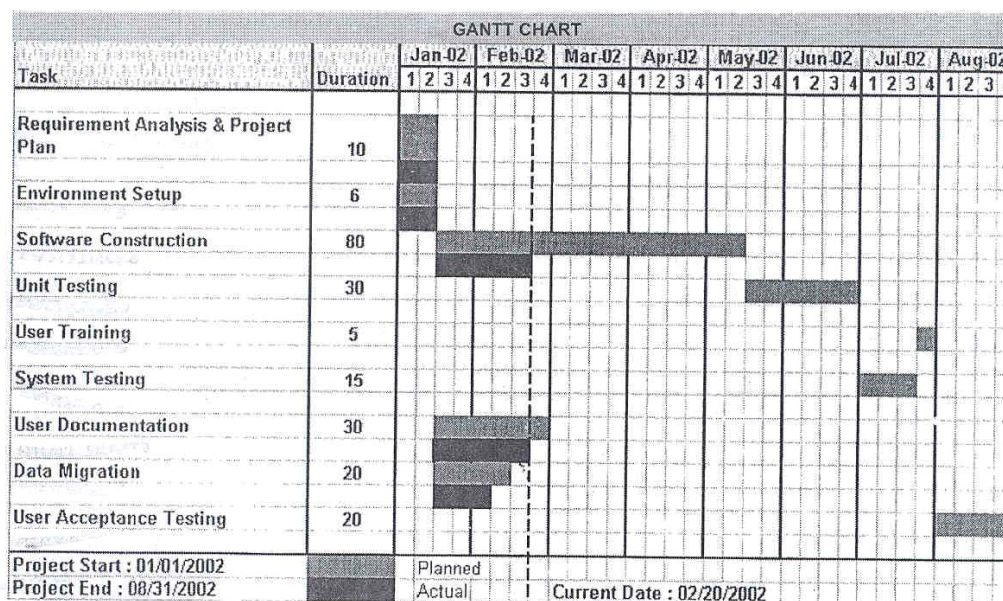 GANTT CHART
Jan-02 Feb-02 Mar-02 Apr-02 May-02 Jun-02 Jul-02 Aug-02
Task Duration 1 2 3 4 1 2 3 4 1 2 3 4 1 2 3 4 1 2 3 4 1 2 3 4 1 2 3 4 1 2 3
Requirement Analysis & Project
Plan 10
Environment Setup 6
Software Construction 80
Unit Testing 30
User Training 5
System Testing 15
User Documentation 30
Data Migration 20
User Acceptance Testing 20
Project Start : 01/01/2002 Planned
Project End : 08/31/2002 Actual Current Date : 02/20/2002